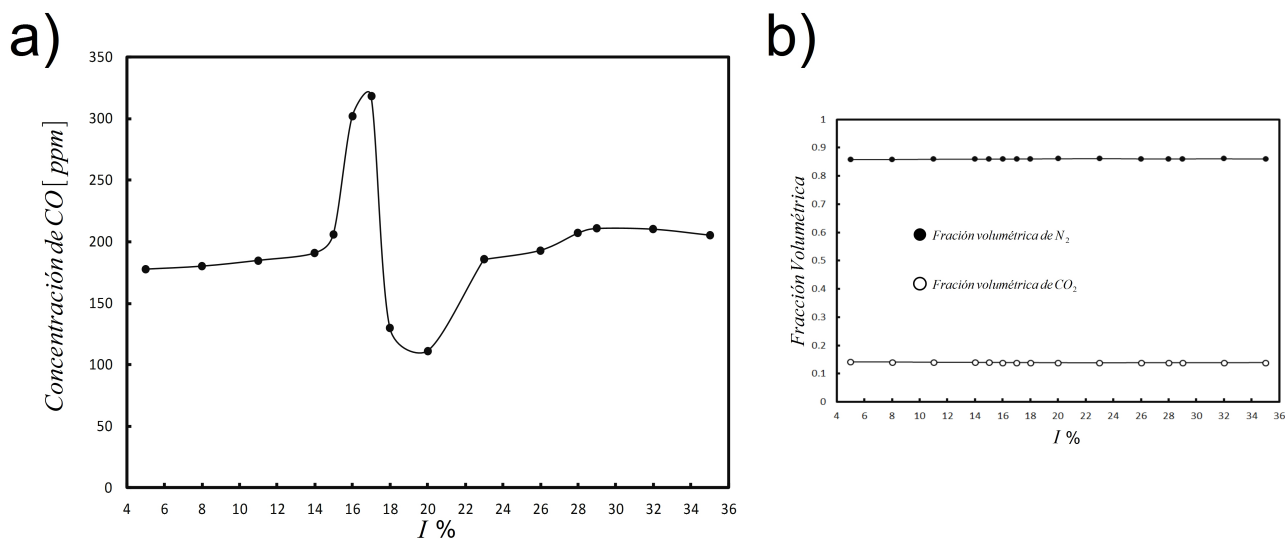 a)
350
300
250
200
150
100
50
0
Concentración de CO [ppm]
4 6 8 10 12 14 16 18 20 22 24 26 28 30 32 34 36
I %
b)
1
0.9
0.8
0.7
0.6
0.5
0.4
0.3
0.2
0.1
0
Fracción Volumétrica
Fración volumétrica de N2
Fración volumétrica de CO2
4 6 8 10 12 14 16 18 20 22 24 26 28 30 32 34 36
I %